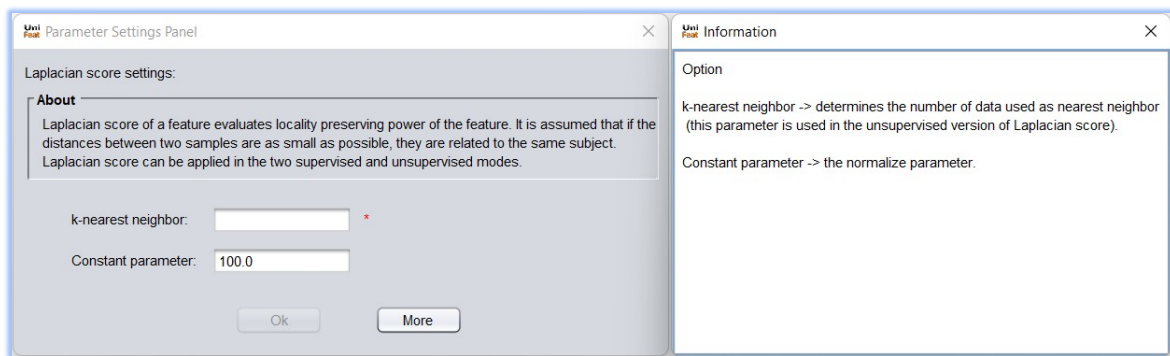 Uni Feat Parameter Settings Panel
Laplacian score settings:
About
Laplacian score of a feature evaluates locality preserving power of the feature. It is assumed that if the
distances between two samples are as small as possible, they are related to the same subject.
Laplacian score can be applied in the two supervised and unsupervised modes.
k-nearest neighbor: *
Constant parameter: 100.0
Ok More
Uni Feat Information
Option
k-nearest neighbor -> determines the number of data used as nearest neighbor
(this parameter is used in the unsupervised version of Laplacian score).
Constant parameter -> the normalize parameter.